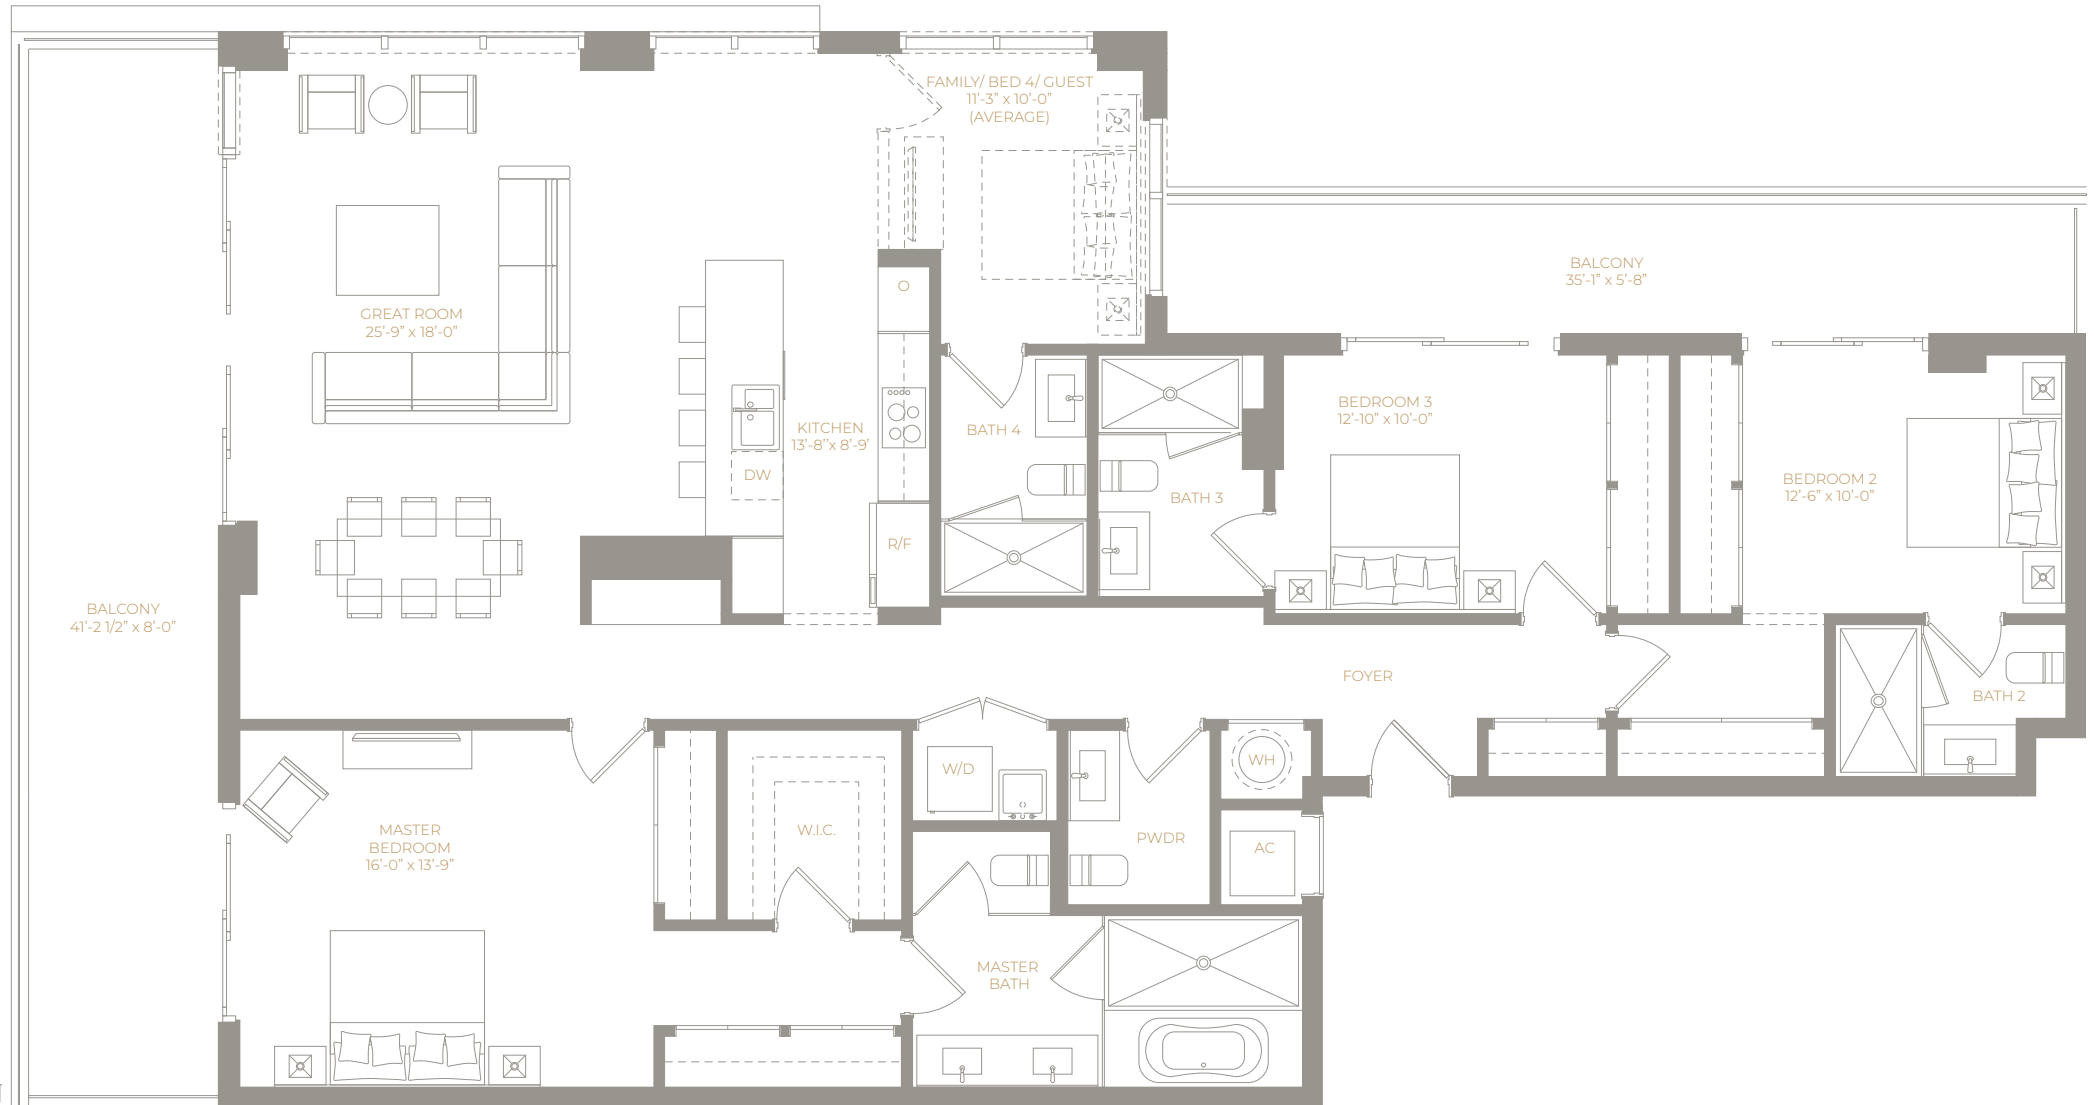 FAMILY/ BED 4/ GUEST
11'-3" x 10'-0"
(AVERAGE)
BALCONY
35'-1" x 5'-8"
O
GREAT ROOM
25'-9" x 18'-0"
BEDROOM 3
12'-10" x 10'-0"
KITCHEN
13'-8"x 8'-9'
BATH 4
DW
BEDROOM 2
12'-6" x 10'-0"
BATH 3
R/F
BALCONY
41'-2 1/2" x 8'-0"
FOYER
BATH 2
W/D
WH
MASTER
BEDROOM
16'-0" x 13'-9"
W.I.C.
PWDR
AC
MASTER
BATH